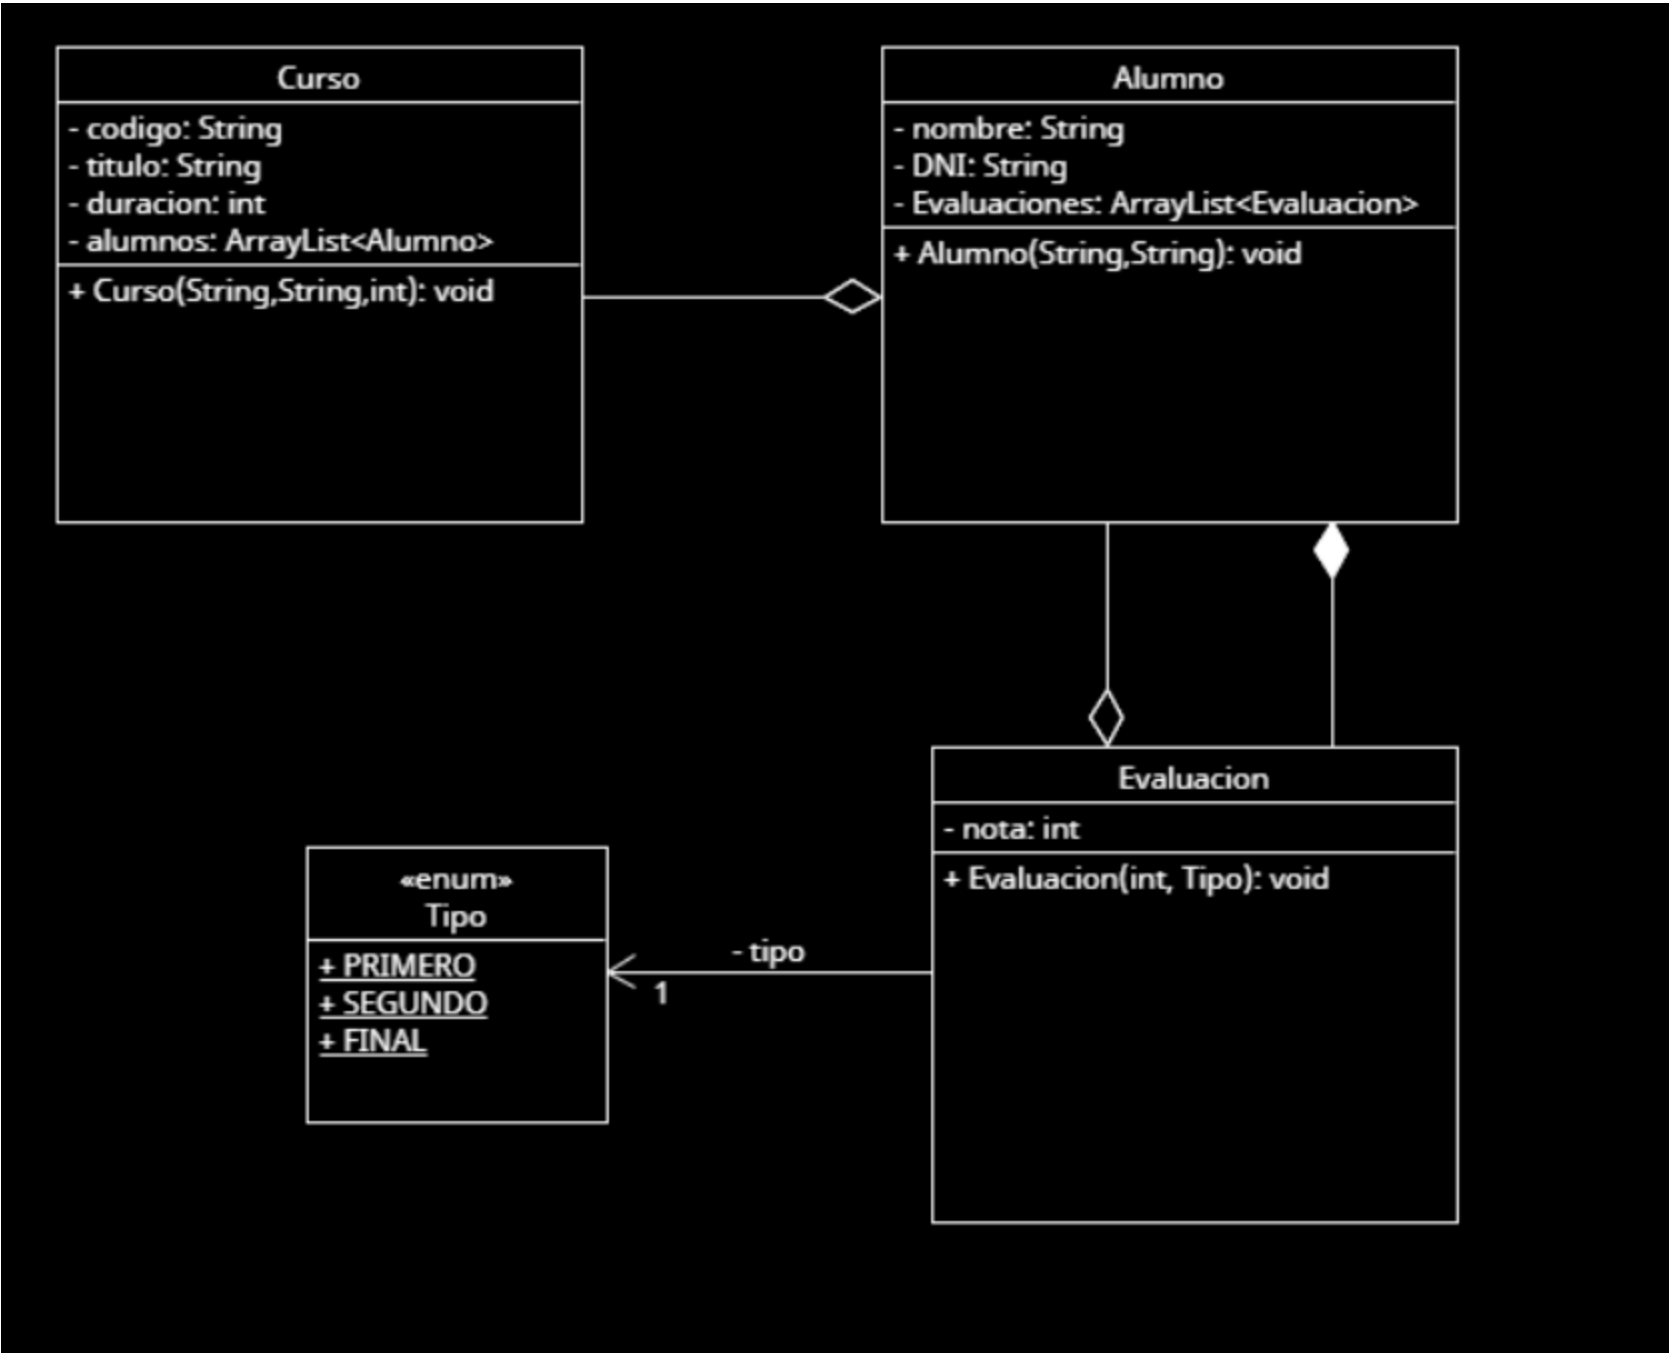 Curso
- codigo: String
- titulo: String
- duracion: int
- alumnos: ArrayList<Alumno>
+ Curso(String,String,int): void
Alumno
- nombre: String
- DNI: String
- Evaluaciones: ArrayList<Evaluacion>
+ Alumno(String,String): void
Evaluacion
- nota: int
+ Evaluacion(int, Tipo): void
- tipo
1
«enum»
Tipo
+ PRIMERO
+ SEGUNDO
+ FINAL